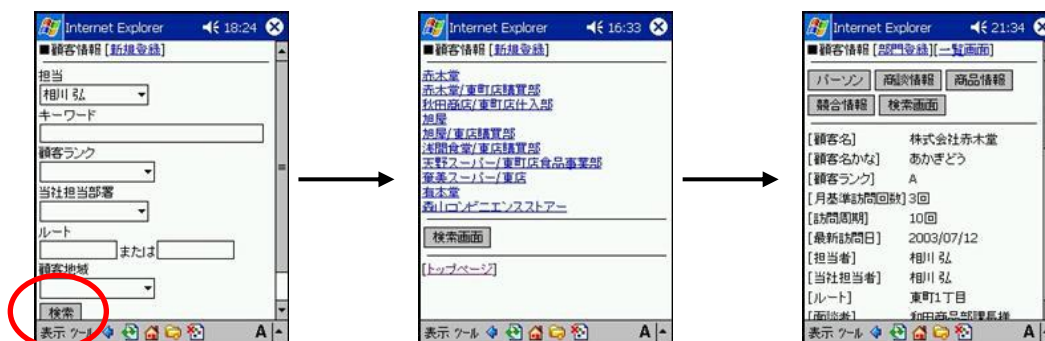 Internet Explorer 18:24
■顧客情報 [新規登録]
担当
相川 弘
キーワード
顧客ランク
当社担当部署
ルート
または
顧客地域
検索
表示 ツール A
Internet Explorer 16:33
■顧客情報 [新規登録]
赤木堂
赤木堂/東町店購買部
秋田商店/東町店仕入部
旭屋
旭屋/東店購買部
浅間食堂/東店購買部
天野スーパー/東町店食品事業部
奄美スーパー/東店
有本堂
森山コンビニエンスストアー
検索画面
[トップページ]
表示 ツール A
Internet Explorer 21:34
■顧客情報 [部門登録][一覧画面]
パーソン 商談情報 商品情報
競合情報 検索画面
[顧客名] 株式会社赤木堂
[顧客名かな] あかぎどう
[顧客ランク] A
[月基準訪問回数] 3回
[訪問周期] 10回
[最新訪問日] 2003/07/12
[担当者] 相川 弘
[当社担当者] 相川 弘
[ルート] 東町1丁目
[面談者] 和田商品部課長様
表示 ツール A